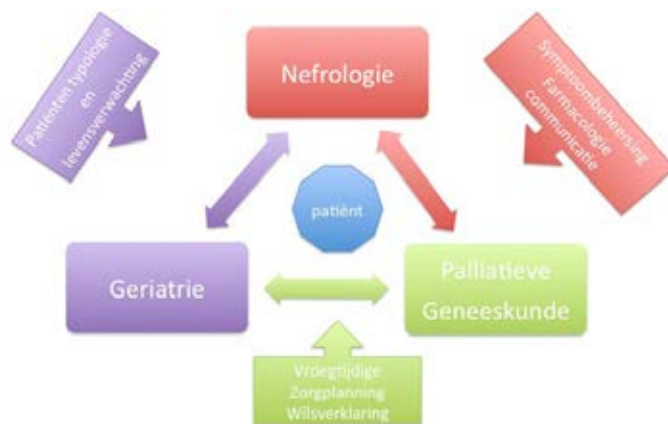 Patiënten typologie
en
levensverwachting
Nefrologie
Symptoombeheersing
Farmacologie
communicatie
patiënt
Geriatrie
Palliatieve
Geneeskunde
Vroegtijdige
Zorgplanning
Wilsverklaring